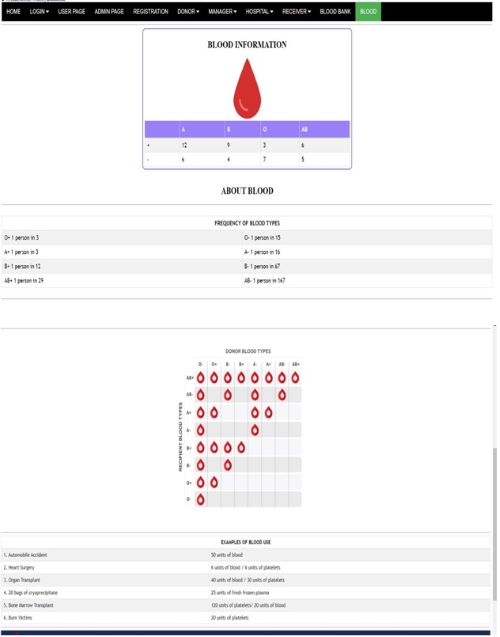 HOME LOGIN USER PAGE ADMIN PAGE REGISTRATION DONOR MANAGER HOSPITAL RECEIVER BLOOD BANK BLOOD
BLOOD INFORMATION
A B O AB
+ 12 9 3 6
- 6 4 7 5
ABOUT BLOOD
FREQUENCY OF BLOOD TYPES
O+ 1 person in 3 O- 1 person in 15
A+ 1 person in 3 A- 1 person in 16
B+ 1 person in 12 B- 1 person in 67
AB+ 1 person in 29 AB- 1 person in 167
DONOR BLOOD TYPES
O- O+ B- B+ A- A+ AB- AB+
RECIPIENT BLOOD TYPES
AB+
AB-
A+
A-
B+
B-
O+
O-
EXAMPLES OF BLOOD USE
1. Automobile Accident 50 units of blood
2. Heart Surgery 6 units of blood / 6 units of platelets
3. Organ Transplant 40 units of blood / 30 units of platelets
4. 20 bags of cryoprecipitate 25 units of fresh frozen plasma
5. Bone Marrow Transplant 120 units of platelets/ 20 units of blood
6. Burn Victims 20 units of platelets